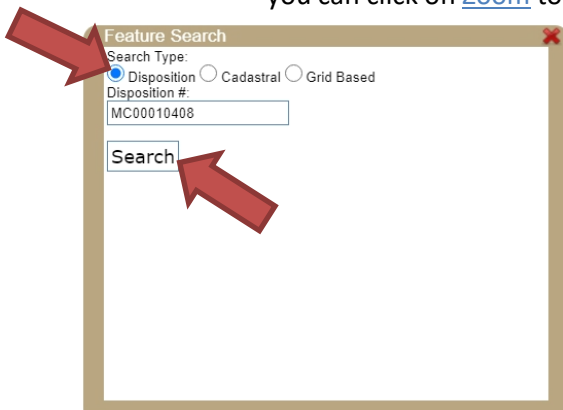 you can click on zoom to
Feature Search
Search Type:
Disposition Cadastral Grid Based
Disposition #:
MC00010408
Search